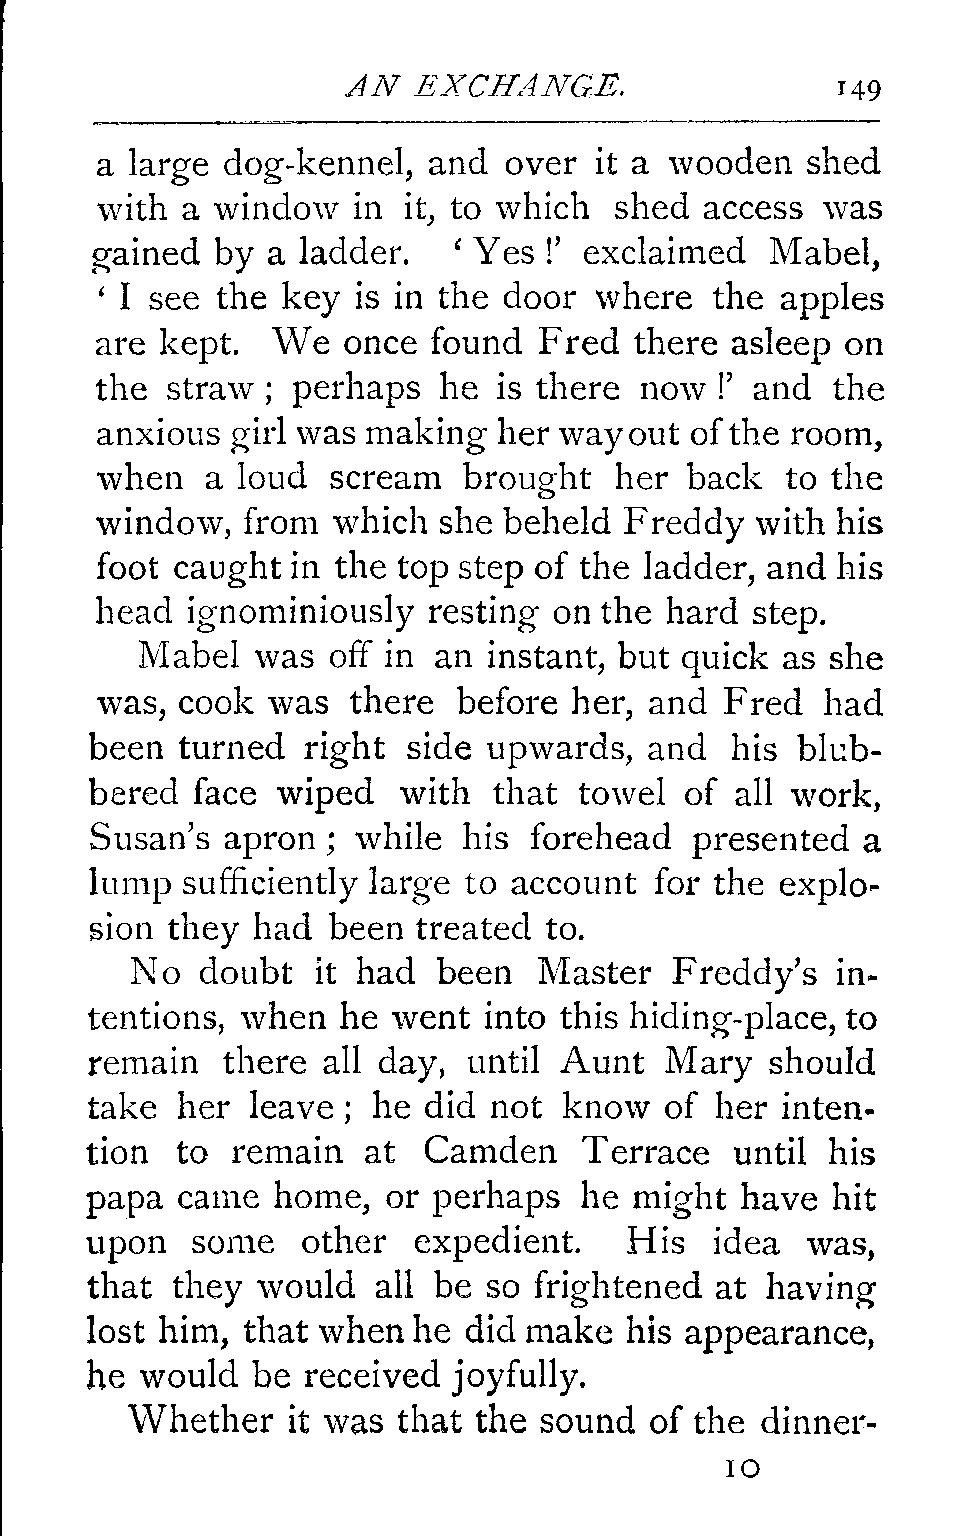 AN EXCHANGE. 149
a large dog-kennel, and over it a wooden shed
with a window in it, to which shed access was
gained by a ladder. ‘ Yes !’ exclaimed Mabel,
‘ I see the key is in the door where the apples
are kept. We once found Fred there asleep on
the straw ; perhaps he is there now !’ and the
anxious girl was making her way out of the room,
when a loud scream brought her back to the
window, from which she beheld Freddy with his
foot caught in the top step of the ladder, and his
head ignominiously resting on the hard step.
Mabel was off in an instant, but quick as she
was, cook was there before her, and Fred had
been turned right side upwards, and his blub-
bered face wiped with that towel of all work,
Susan’s apron ; while his forehead presented a
lump sufficiently large to account for the explo-
sion they had been treated to.
No doubt it had been Master Freddy’s in-
tentions, when he went into this hiding-place, to
remain there all day, until Aunt Mary should
take her leave ; he did not know of her inten-
tion to remain at Camden Terrace until his
papa came home, or perhaps he might have hit
upon some other expedient. His idea was,
that they would all be so frightened at having
lost him, that when he did make his appearance,
he would be received joyfully.
Whether it was that the sound of the dinner-
10